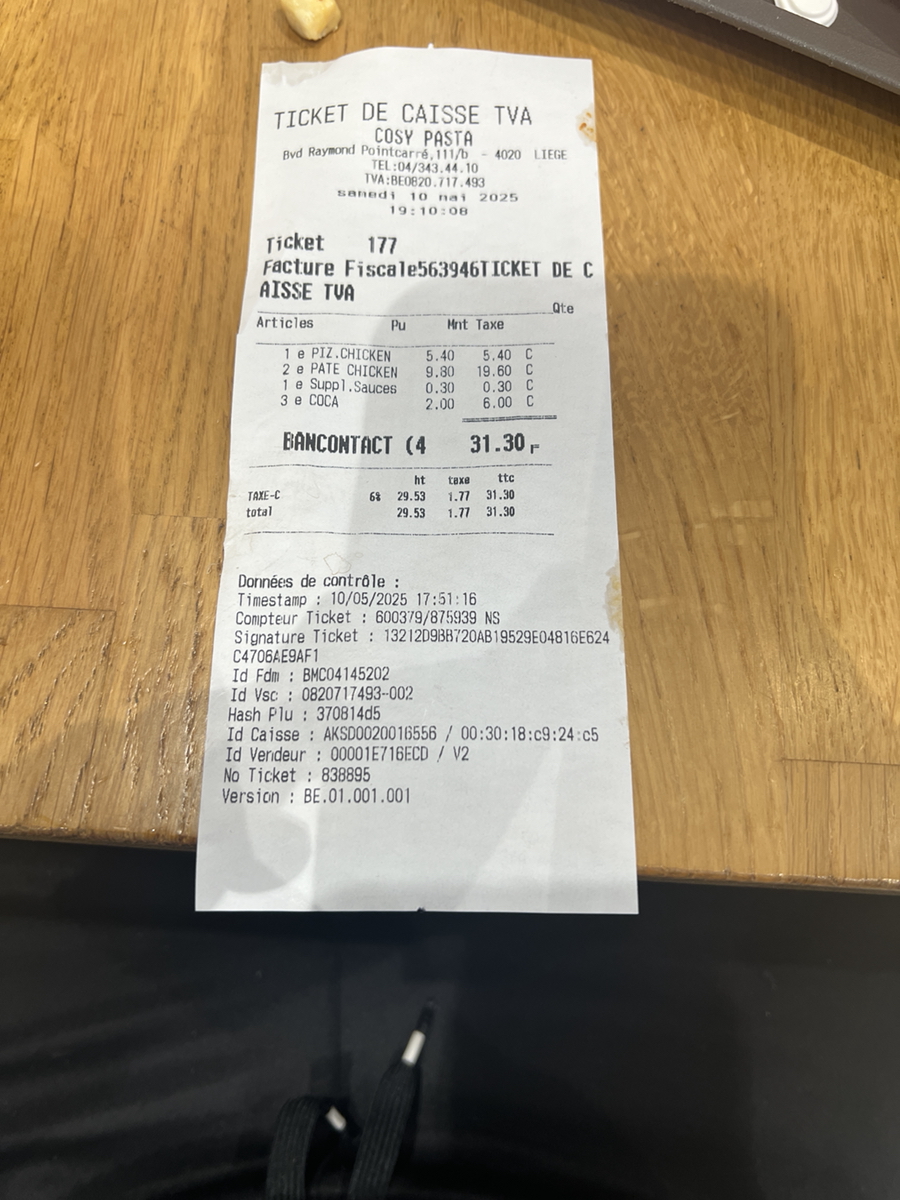 TICKET DE CAISSE TVA
COSY PASTA
Bvd Raymond Pointcarré,111/b - 4020 LIEGE
TEL:04/343.44.10
TVA:BE0820.717.493
samedi 10 mai 2025
19:10:08
Ticket 177
Facture Fiscale563946TICKET DE C
AISSE TVA
Qte
Articles Pu Mnt Taxe
1 e PIZ.CHICKEN 5.40 5.40 C
2 e PATE CHICKEN 9.80 19.60 C
1 e Suppl.Sauces 0.30 0.30 C
3 e COCA 2.00 6.00 C
BANCONTACT (4 31.30
ht taxe ttc
TAXE-C 6% 29.53 1.77 31.30
total 29.53 1.77 31.30
Données de contrôle :
Timestamp : 10/05/2025 17:51:16
Compteur Ticket : 600379/875939 NS
Signature Ticket : 13212D9BB720AB19529E04816E624
C4706AE9AF1
Id Fdm : BMC04145202
Id Vsc : 0820717493-002
Hash Plu : 370814d5
Id Caisse : AKSD0020016556 / 00:30:18:c9:24:c5
Id Vendeur : 00001E716ECD / V2
No Ticket : 838895
Version : BE.01.001.001